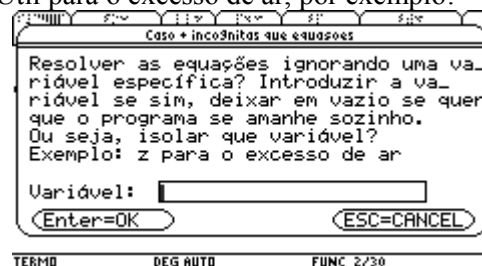 Útil para o excesso de ar, por exemplo?
Caso + incógnitas que equações
Resolver as equações ignorando uma va_
riável específica? Introduzir a va_
riável se sim, deixar em vazio se quer
que o programa se amanhe sozinho.
Ou seja, isolar que variável?
Exemplo: z para o excesso de ar
Variável:
Enter=OK
ESC=CANCEL
TERMO DEG AUTO FUNC 2/30